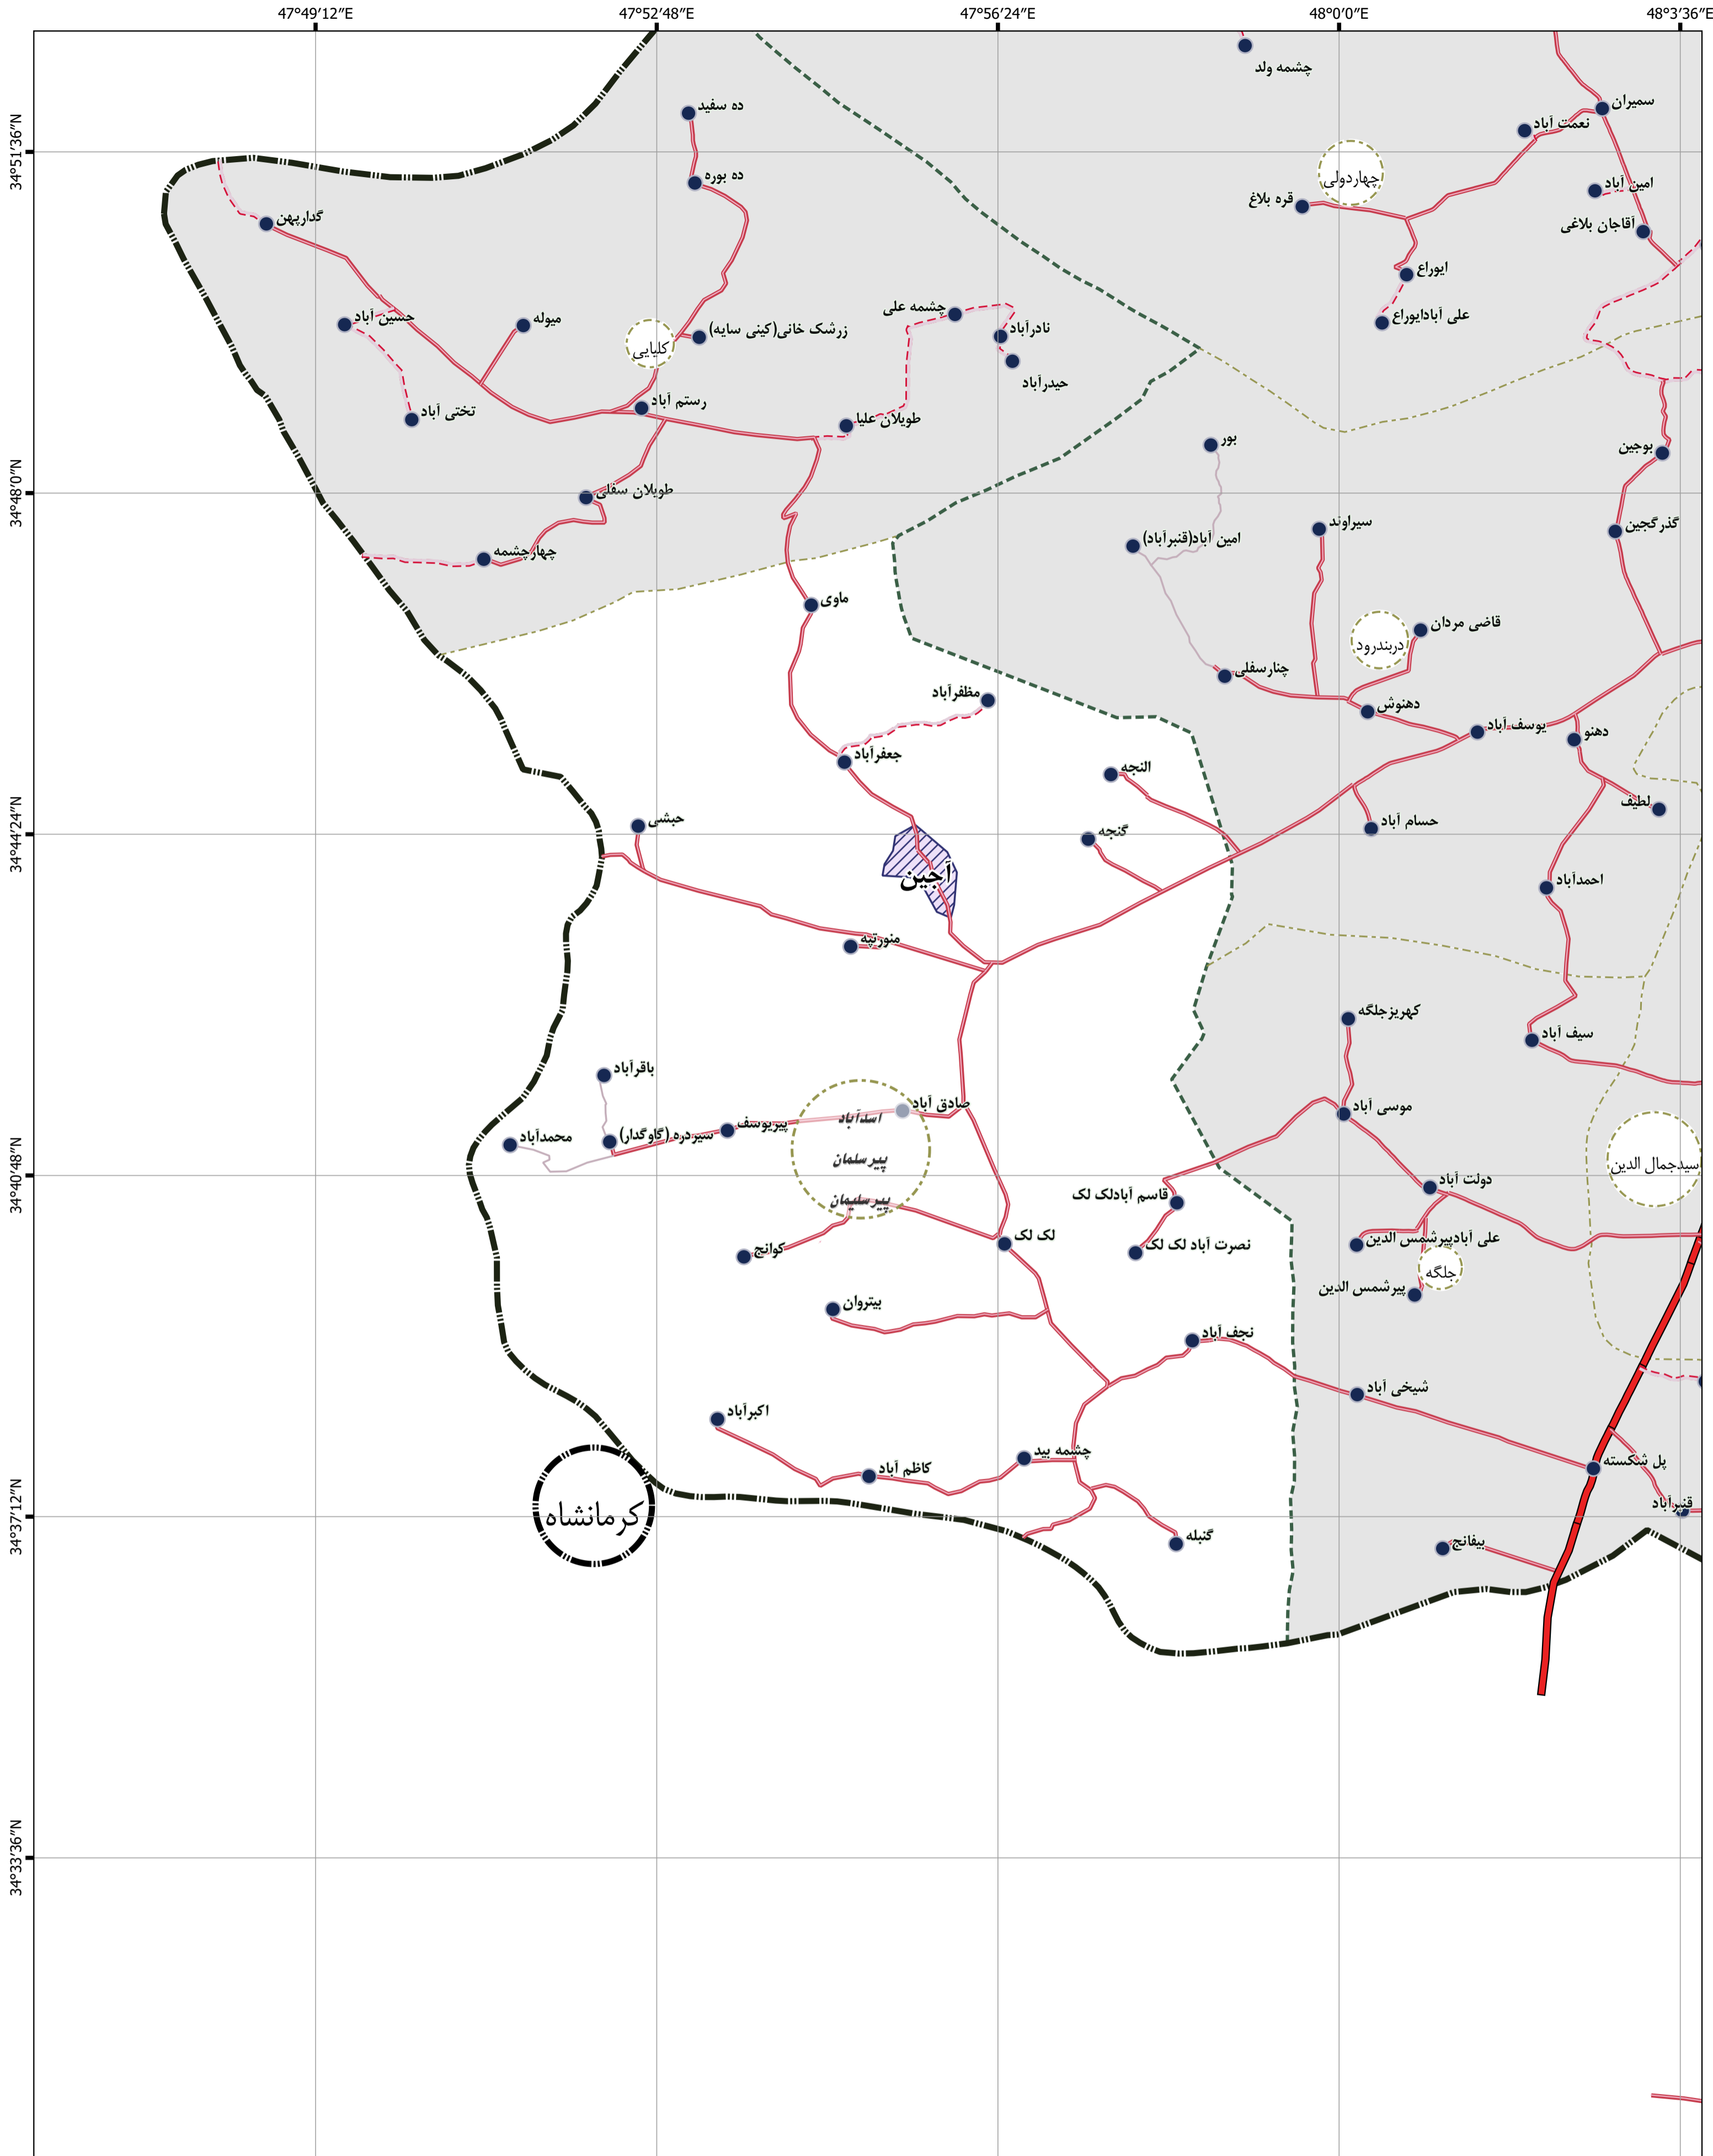 47°49′12″E
47°52′48″E
47°56′24″E
48°0′0″E
48°3′36″E
34°51′36″N
34°48′0″N
34°44′24″N
34°40′48″N
34°37′12″N
34°33′36″N
چشمه ولد
ده سفید
سمیران
نعمت آباد
ده بوره
چهاردولی
امین آباد
قره بلاغ
گدارپهن
آقاجان بلاغی
ایوراع
چشمه علی
حسین آباد
میوله
زرشک خانی(کینی سایه)
نادرآباد
علی آبادایوراع
کلیایی
حیدرآباد
رستم آباد
تختی آباد
طویلان علیا
بور
بوجین
طویلان سفلی
سیراوند
گذرگجین
امین آباد(قنبرآباد)
چهارچشمه
ماوی
قاضی مردان
دربندرود
چنارسفلی
مظفرآباد
دهنوش
یوسف آباد
دهنو
جعفرآباد
النجه
لطیف
حبشی
گنجه
حسام آباد
آجین
احمدآباد
منورتپه
کهریزجلگه
سیف آباد
باقرآباد
صادق آباد
اسدآباد
موسی آباد
پیریوسف
سیردره (گاوگدار)
محمدآباد
پیرسلمان
سیدجمال الدین
دولت آباد
قاسم آبادلک لک
پیرسلیمان
لک لک
نصرت آباد لک لک
علی آبادپیرشمس الدین
کوانج
جلگه
پیرشمس الدین
بیتروان
نجف آباد
شیخی آباد
اکبرآباد
چشمه بید
کاظم آباد
پل شکسته
قنبرآباد
کرمانشاه
گنبله
بیفانج